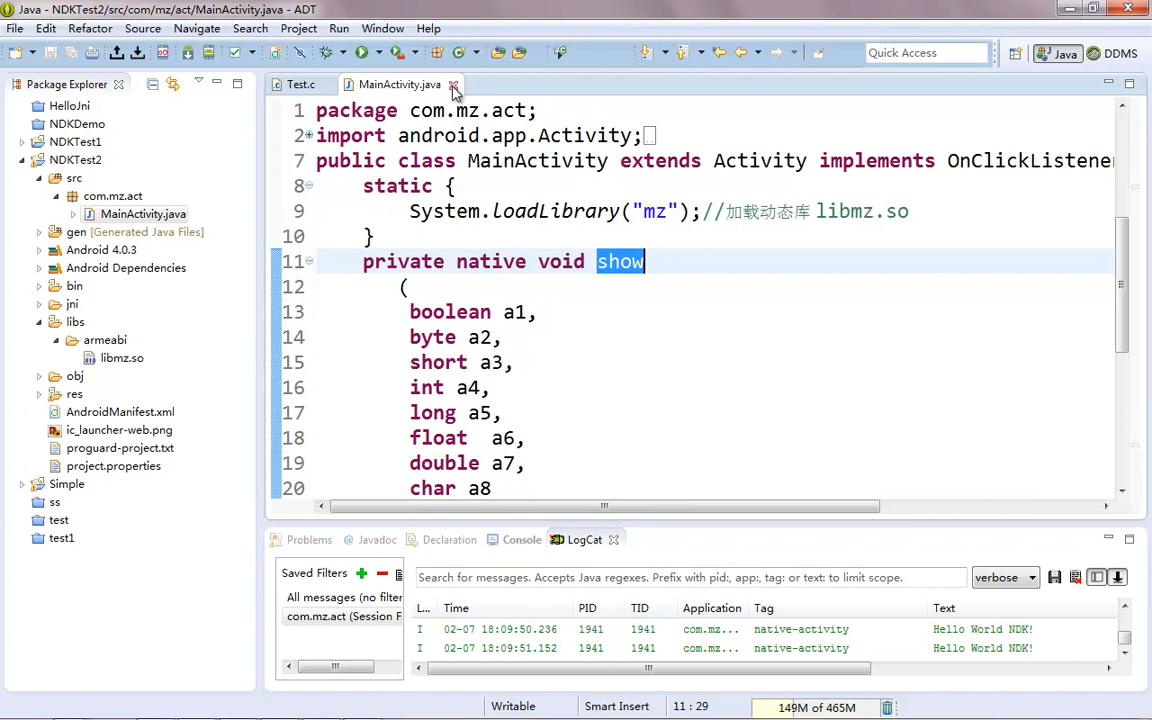 Java - NDKTest2/src/com/mz/act/MainActivity.java - ADT
File Edit Refactor Source Navigate Search Project Run Window Help
Quick Access
Java
DDMS
Package Explorer
HelloJni
NDKDemo
NDKTest1
NDKTest2
src
com.mz.act
MainActivity.java
gen [Generated Java Files]
Android 4.0.3
Android Dependencies
bin
jni
libs
armeabi
libmz.so
obj
res
AndroidManifest.xml
ic_launcher-web.png
proguard-project.txt
project.properties
Simple
ss
test
test1
Test.c
MainActivity.java
1 package com.mz.act;
2 import android.app.Activity;
7 public class MainActivity extends Activity implements OnClickListener
8 static {
9 System.loadLibrary("mz");//加载动态库 libmz.so
10 }
11 private native void show
12 (
13 boolean a1,
14 byte a2,
15 short a3,
16 int a4,
17 long a5,
18 float a6,
19 double a7,
20 char a8
Problems @ Javadoc Declaration Console LogCat
Saved Filters
All messages (no filter
com.mz.act (Session F
Search for messages. Accepts Java regexes. Prefix with pid:, app:, tag: or text: to limit scope.
verbose
L... Time PID TID Application Tag Text
I 02-07 18:09:50.236 1941 1941 com.mz... native-activity Hello World NDK!
I 02-07 18:09:51.152 1941 1941 com.mz... native-activity Hello World NDK!
Writable
Smart Insert
11 : 29
149M of 465M